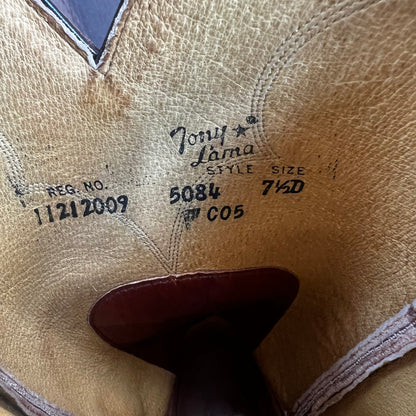 Tony
Lama
STYLE SIZE
REG. NO. 5084 7½D
11212009 C05